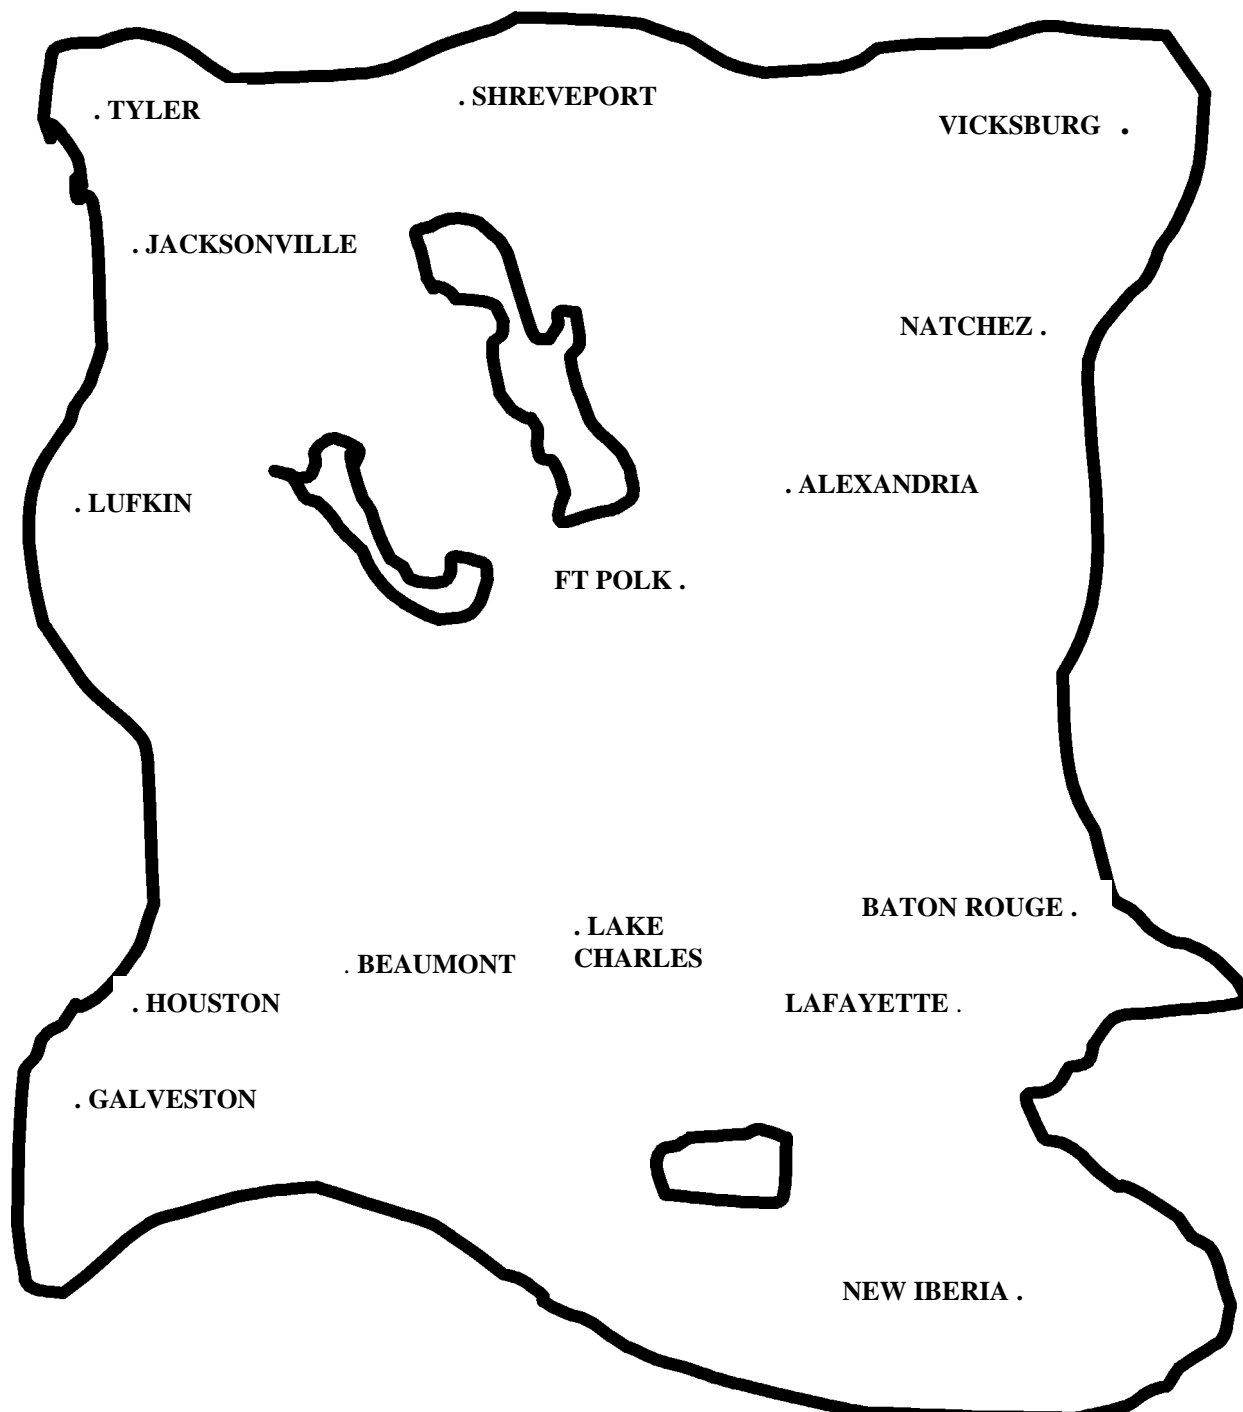 . TYLER
. SHREVEPORT
VICKSBURG .
. JACKSONVILLE
NATCHEZ .
. LUFKIN
. ALEXANDRIA
FT POLK .
BATON ROUGE .
. LAKE
CHARLES
. BEAUMONT
. HOUSTON
LAFAYETTE .
. GALVESTON
NEW IBERIA .